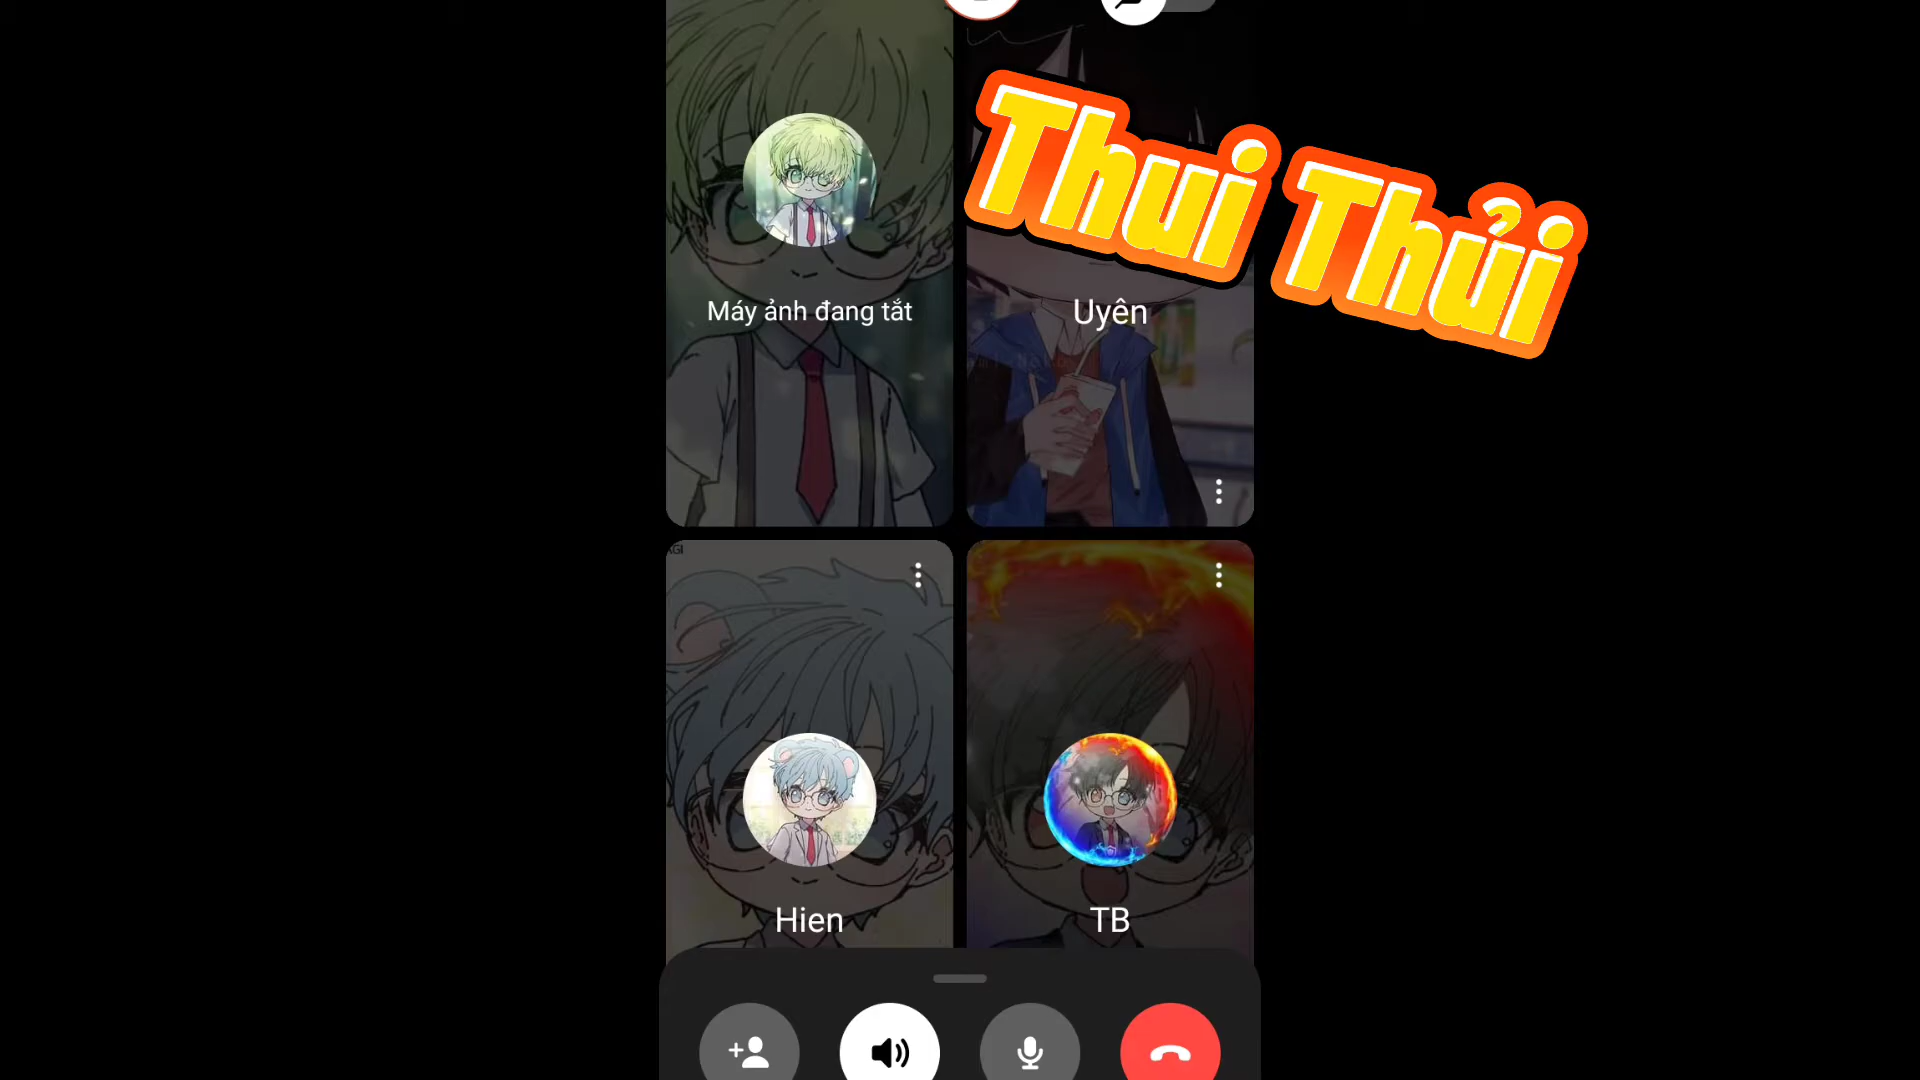 Thui Thủi
Máy ảnh đang tắt
Uyên
Hien
TB